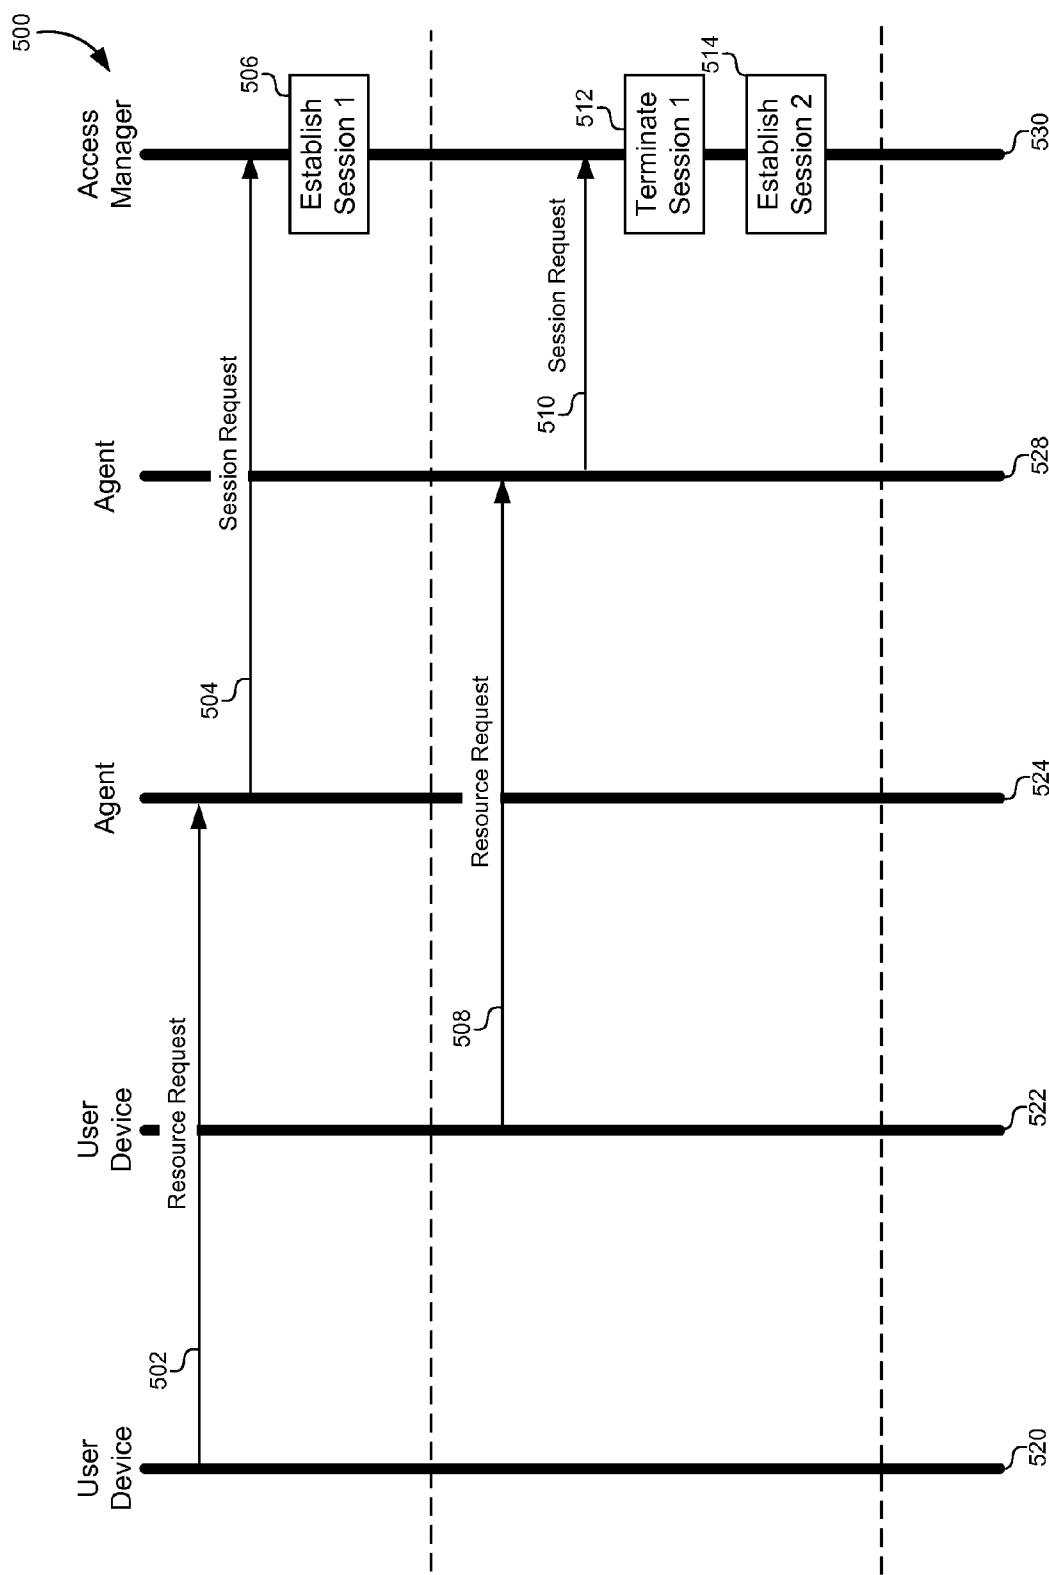 500
User
Device
User
Device
Agent
Agent
Access
Manager
502
Resource Request
504
Session Request
506
Establish
Session 1
508
Resource Request
510
Session Request
512
Terminate
Session 1
514
Establish
Session 2
520
522
524
528
530